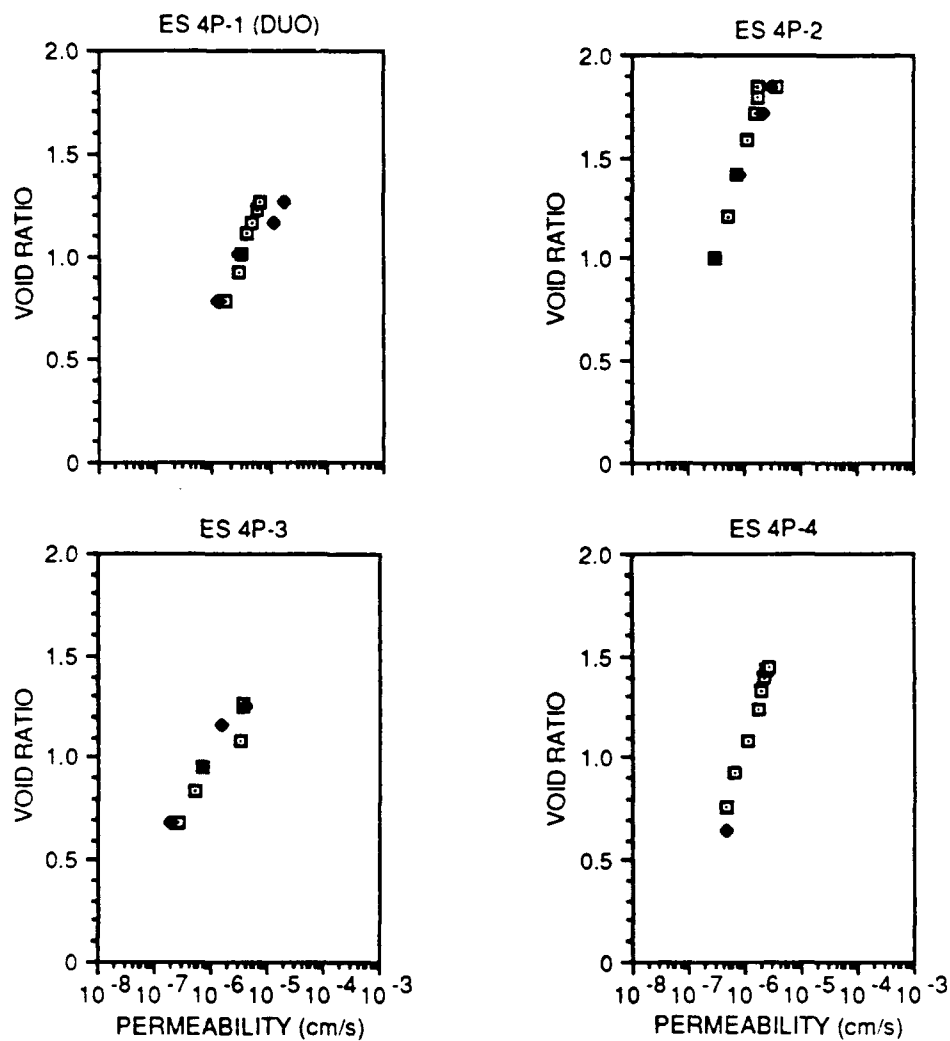 ES 4P-1 (DUO)
2.0
1.5
1.0
0.5
0
VOID RATIO
ES 4P-2
2.0
1.5
1.0
0.5
0
VOID RATIO
ES 4P-3
2.0
1.5
1.0
0.5
0
VOID RATIO
10⁻⁸ 10⁻⁷ 10⁻⁶ 10⁻⁵ 10⁻⁴ 10⁻³
PERMEABILITY (cm/s)
ES 4P-4
2.0
1.5
1.0
0.5
0
VOID RATIO
10⁻⁸ 10⁻⁷ 10⁻⁶ 10⁻⁵ 10⁻⁴ 10⁻³
PERMEABILITY (cm/s)